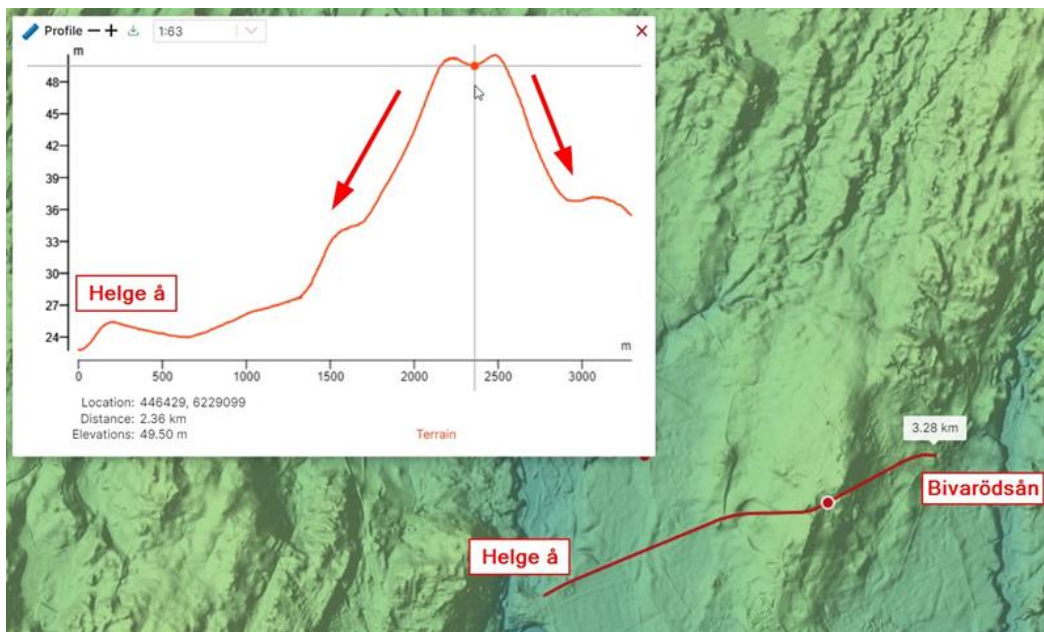 Profile 1:63
m
48
45
42
39
36
33
30
27
24
Helge å
m
0 500 1000 1500 2000 2500 3000
Location: 446429, 6229099
Distance: 2.36 km
Elevations: 49.50 m
Terrain
3.28 km
Bivarödsån
Helge å